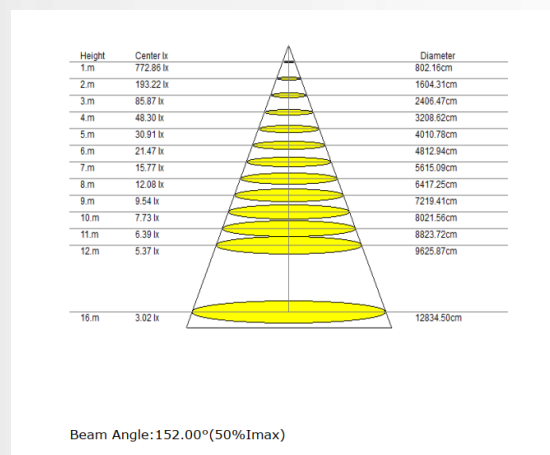 Height Center lx Diameter
1.m 772.86 lx 802.16cm
2.m 193.22 lx 1604.31cm
3.m 85.87 lx 2406.47cm
4.m 48.30 lx 3208.62cm
5.m 30.91 lx 4010.78cm
6.m 21.47 lx 4812.94cm
7.m 15.77 lx 5615.09cm
8.m 12.08 lx 6417.25cm
9.m 9.54 lx 7219.41cm
10.m 7.73 lx 8021.56cm
11.m 6.39 lx 8823.72cm
12.m 5.37 lx 9625.87cm
16.m 3.02 lx 12834.50cm
Beam Angle:152.00°(50%Imax)